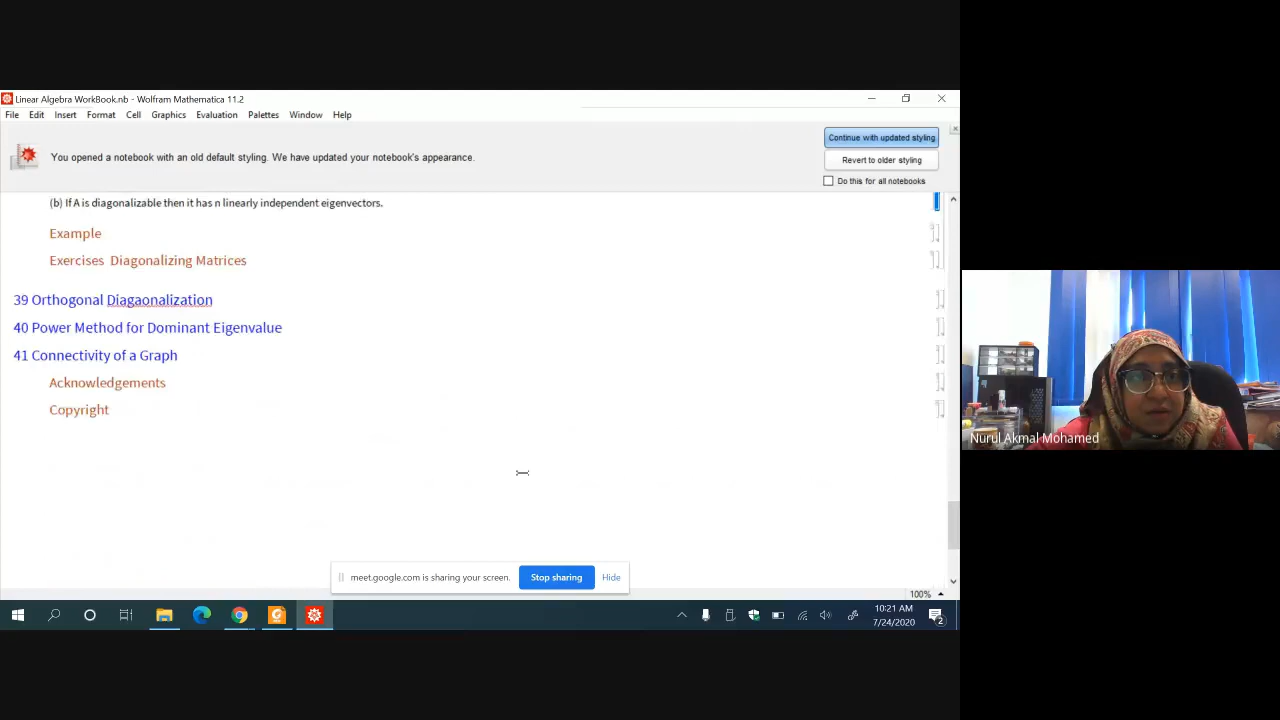 Linear Algebra WorkBook.nb - Wolfram Mathematica 11.2
File Edit Insert Format Cell Graphics Evaluation Palettes Window Help
You opened a notebook with an old default styling. We have updated your notebook's appearance.
Continue with updated styling
Revert to older styling
Do this for all notebooks
(b) If A is diagonalizable then it has n linearly independent eigenvectors.
Example
Exercises Diagonalizing Matrices
39 Orthogonal Diagaonalization
40 Power Method for Dominant Eigenvalue
41 Connectivity of a Graph
Acknowledgements
Copyright
Nurul Akmal Mohamed
meet.google.com is sharing your screen. Stop sharing Hide
100%
10:21 AM
7/24/2020
2